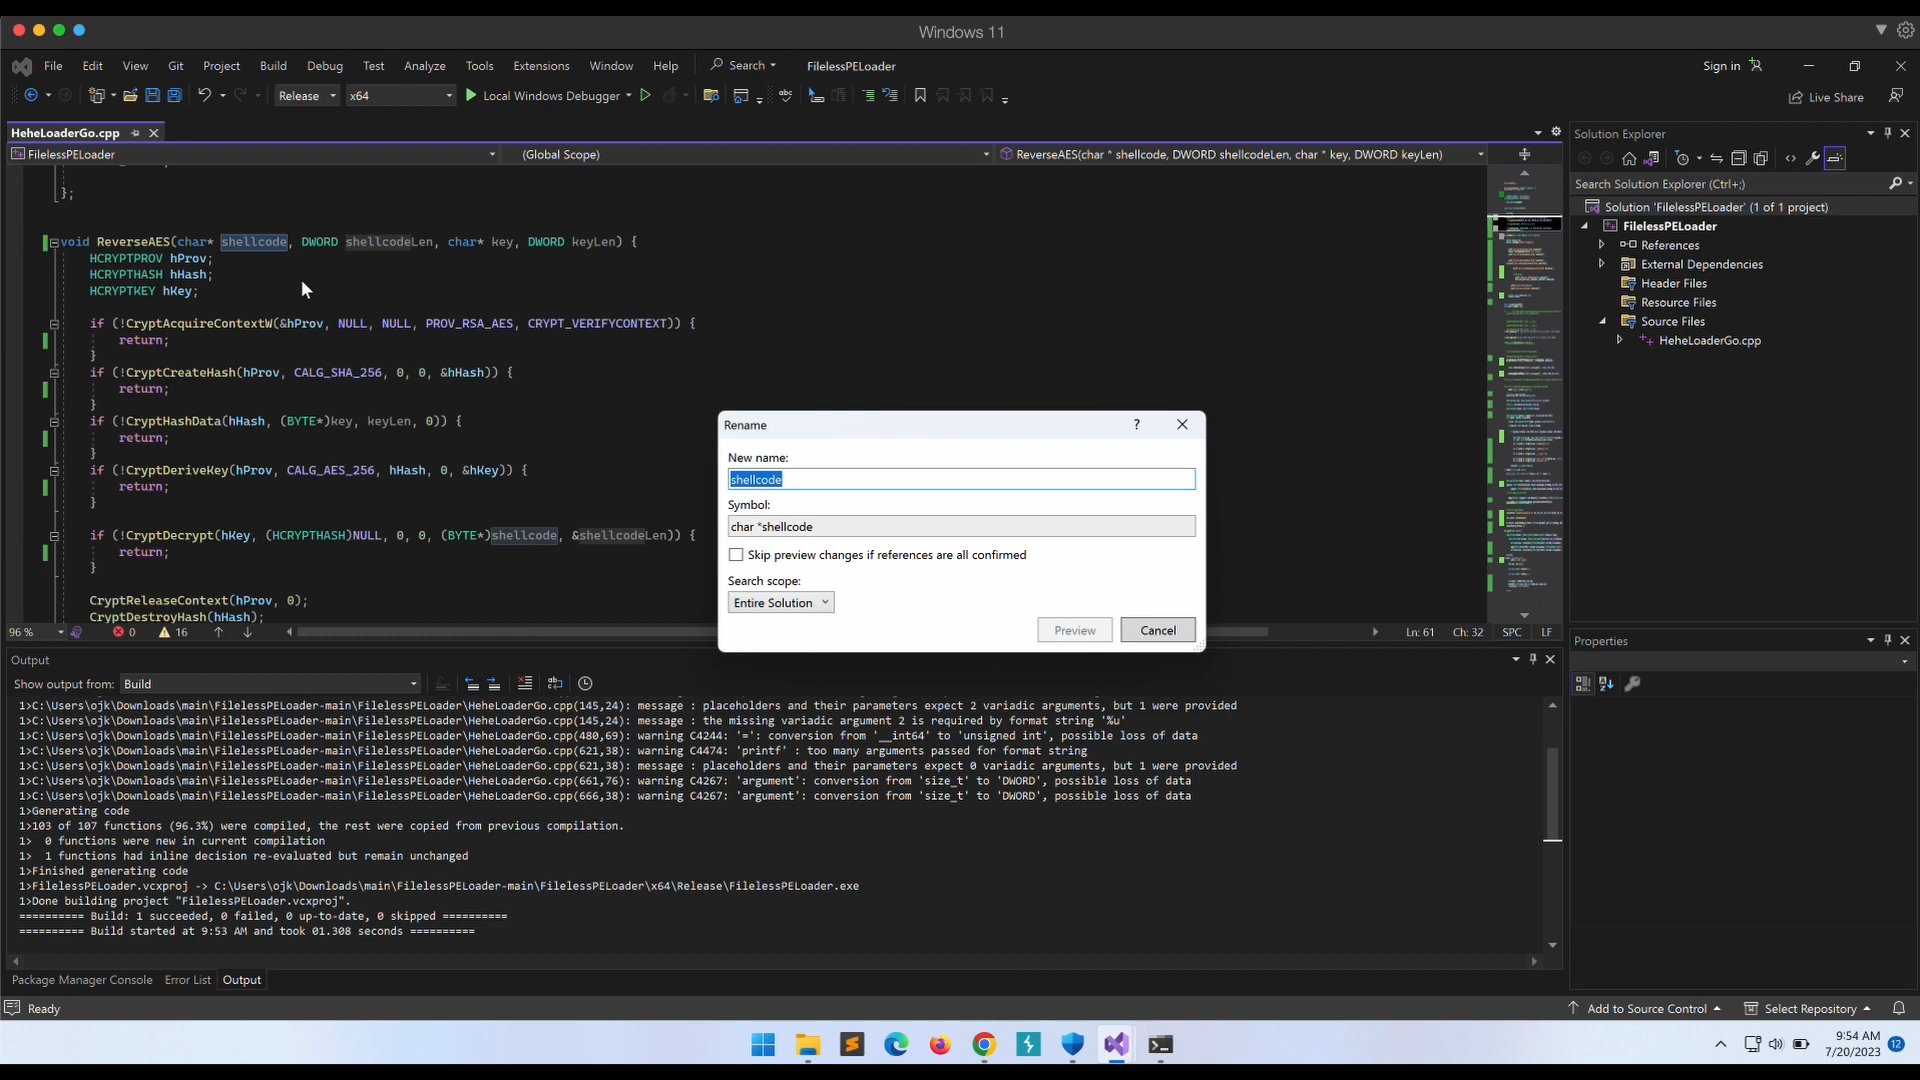 Windows 11
File Edit View Git Project Build Debug Test Analyze Tools Extensions Window Help Search FilelessPELoader Sign in
Release x64 Local Windows Debugger Live Share
HeheLoaderGo.cpp
FilelessPELoader (Global Scope) ReverseAES(char * shellcode, DWORD shellcodeLen, char * key, DWORD keyLen)
};
void ReverseAES(char* shellcode, DWORD shellcodeLen, char* key, DWORD keyLen) {
HCRYPTPROV hProv;
HCRYPTHASH hHash;
HCRYPTKEY hKey;
if (!CryptAcquireContextW(&hProv, NULL, NULL, PROV_RSA_AES, CRYPT_VERIFYCONTEXT)) {
return;
}
if (!CryptCreateHash(hProv, CALG_SHA_256, 0, 0, &hHash)) {
return;
}
if (!CryptHashData(hHash, (BYTE*)key, keyLen, 0)) {
return;
}
if (!CryptDeriveKey(hProv, CALG_AES_256, hHash, 0, &hKey)) {
return;
}
if (!CryptDecrypt(hKey, (HCRYPTHASH)NULL, 0, 0, (BYTE*)shellcode, &shellcodeLen)) {
return;
}
CryptReleaseContext(hProv, 0);
CryptDestroyHash(hHash);
96 % 0 16 Ln: 61 Ch: 32 SPC LF
Rename
New name:
shellcode
Symbol:
char *shellcode
Skip preview changes if references are all confirmed
Search scope:
Entire Solution
Preview Cancel
Solution Explorer
Search Solution Explorer (Ctrl+;)
Solution 'FilelessPELoader' (1 of 1 project)
FilelessPELoader
References
External Dependencies
Header Files
Resource Files
Source Files
HeheLoaderGo.cpp
Properties
Output
Show output from: Build
1>C:\Users\ojk\Downloads\main\FilelessPELoader-main\FilelessPELoader\HeheLoaderGo.cpp(145,24): message : placeholders and their parameters expect 2 variadic arguments, but 1 were provided
1>C:\Users\ojk\Downloads\main\FilelessPELoader-main\FilelessPELoader\HeheLoaderGo.cpp(145,24): message : the missing variadic argument 2 is required by format string '%u'
1>C:\Users\ojk\Downloads\main\FilelessPELoader-main\FilelessPELoader\HeheLoaderGo.cpp(480,69): warning C4244: '=': conversion from '__int64' to 'unsigned int', possible loss of data
1>C:\Users\ojk\Downloads\main\FilelessPELoader-main\FilelessPELoader\HeheLoaderGo.cpp(621,38): warning C4474: 'printf' : too many arguments passed for format string
1>C:\Users\ojk\Downloads\main\FilelessPELoader-main\FilelessPELoader\HeheLoaderGo.cpp(621,38): message : placeholders and their parameters expect 0 variadic arguments, but 1 were provided
1>C:\Users\ojk\Downloads\main\FilelessPELoader-main\FilelessPELoader\HeheLoaderGo.cpp(661,76): warning C4267: 'argument': conversion from 'size_t' to 'DWORD', possible loss of data
1>C:\Users\ojk\Downloads\main\FilelessPELoader-main\FilelessPELoader\HeheLoaderGo.cpp(666,38): warning C4267: 'argument': conversion from 'size_t' to 'DWORD', possible loss of data
1>Generating code
1>103 of 107 functions (96.3%) were compiled, the rest were copied from previous compilation.
1> 0 functions were new in current compilation
1> 1 functions had inline decision re-evaluated but remain unchanged
1>Finished generating code
1>FilelessPELoader.vcxproj -> C:\Users\ojk\Downloads\main\FilelessPELoader-main\FilelessPELoader\x64\Release\FilelessPELoader.exe
1>Done building project "FilelessPELoader.vcxproj".
========== Build: 1 succeeded, 0 failed, 0 up-to-date, 0 skipped ==========
========== Build started at 9:53 AM and took 01.308 seconds ==========
Package Manager Console Error List Output
Ready Add to Source Control Select Repository
9:54 AM
7/20/2023 12